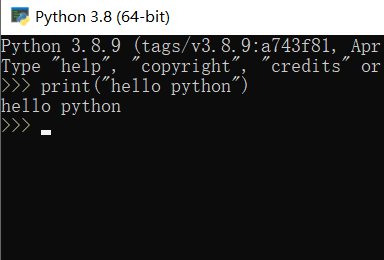 Python 3.8 (64-bit)
Python 3.8.9 (tags/v3.8.9:a743f81, Apr
Type "help", "copyright", "credits" or
>>> print("hello python")
hello python
>>>